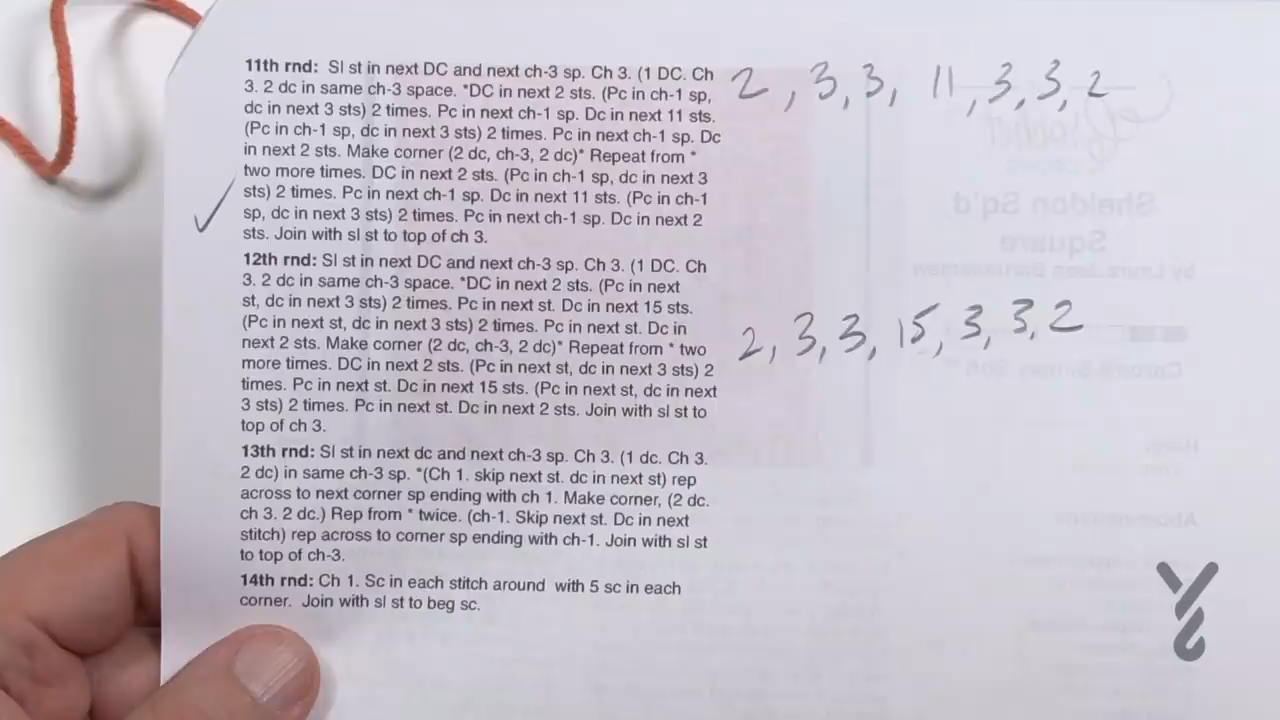 11th rnd: Sl st in next DC and next ch-3 sp. Ch 3. (1 DC. Ch
3. 2 dc in same ch-3 space. *DC in next 2 sts. (Pc in ch-1 sp,
dc in next 3 sts) 2 times. Pc in next ch-1 sp. Dc in next 11 sts.
(Pc in ch-1 sp, dc in next 3 sts) 2 times. Pc in next ch-1 sp. Dc
in next 2 sts. Make corner (2 dc, ch-3, 2 dc)* Repeat from *
two more times. DC in next 2 sts. (Pc in ch-1 sp, dc in next 3
sts) 2 times. Pc in next ch-1 sp. Dc in next 11 sts. (Pc in ch-1
sp, dc in next 3 sts) 2 times. Pc in next ch-1 sp. Dc in next 2
sts. Join with sl st to top of ch 3.
2, 3, 3, 11, 3, 3, 2
12th rnd: Sl St in next DC and next ch-3 sp. Ch 3. (1 DC. Ch
3. 2 dc in same ch-3 space. *DC in next 2 sts. (Pc in next
st, dc in next 3 sts) 2 times. Pc in next st. Dc in next 15 sts.
(Pc in next st, dc in next 3 sts) 2 times. Pc in next st. Dc in
next 2 sts. Make corner (2 dc, ch-3, 2 dc)* Repeat from * two
more times. DC in next 2 sts. (Pc in next st, dc in next 3 sts) 2
times. Pc in next st. Dc in next 15 sts. (Pc in next st, dc in next
3 sts) 2 times. Pc in next st. Dc in next 2 sts. Join with sl st to
top of ch 3.
2, 3, 3, 15, 3, 3, 2
13th rnd: Sl St in next dc and next ch-3 sp. Ch 3. (1 dc. Ch 3.
2 dc) in same ch-3 sp. *(Ch 1. skip next st. dc in next st) rep
across to next corner sp ending with ch 1. Make corner, (2 dc.
ch 3. 2 dc.) Rep from * twice. (ch-1. Skip next st. Dc in next
stitch) rep across to corner sp ending with ch-1. Join with sl st
to top of ch-3.
14th rnd: Ch 1. Sc in each stitch around with 5 sc in each
corner. Join with sl st to beg sc.
Sheldon Sq'd
Square